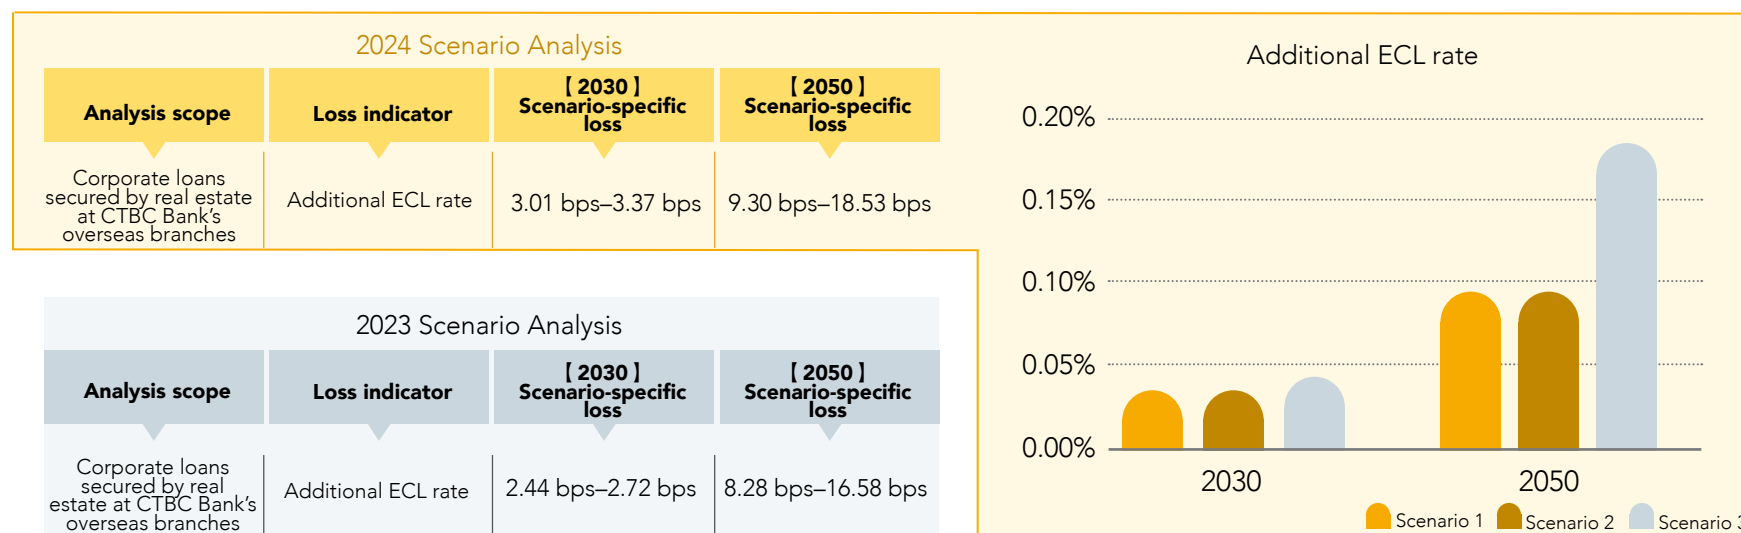 2024 Scenario Analysis
Analysis scope
Loss indicator
【2030】
Scenario-specific
loss
【2050】
Scenario-specific
loss
Corporate loans
secured by real estate
at CTBC Bank’s
overseas branches
Additional ECL rate
3.01 bps–3.37 bps
9.30 bps–18.53 bps
2023 Scenario Analysis
Analysis scope
Loss indicator
【2030】
Scenario-specific
loss
【2050】
Scenario-specific
loss
Corporate loans
secured by real
estate at CTBC Bank’s
overseas branches
Additional ECL rate
2.44 bps–2.72 bps
8.28 bps–16.58 bps
Additional ECL rate
0.20%
0.15%
0.10%
0.05%
0.00%
2030
2050
Scenario 1
Scenario 2
Scenario 3